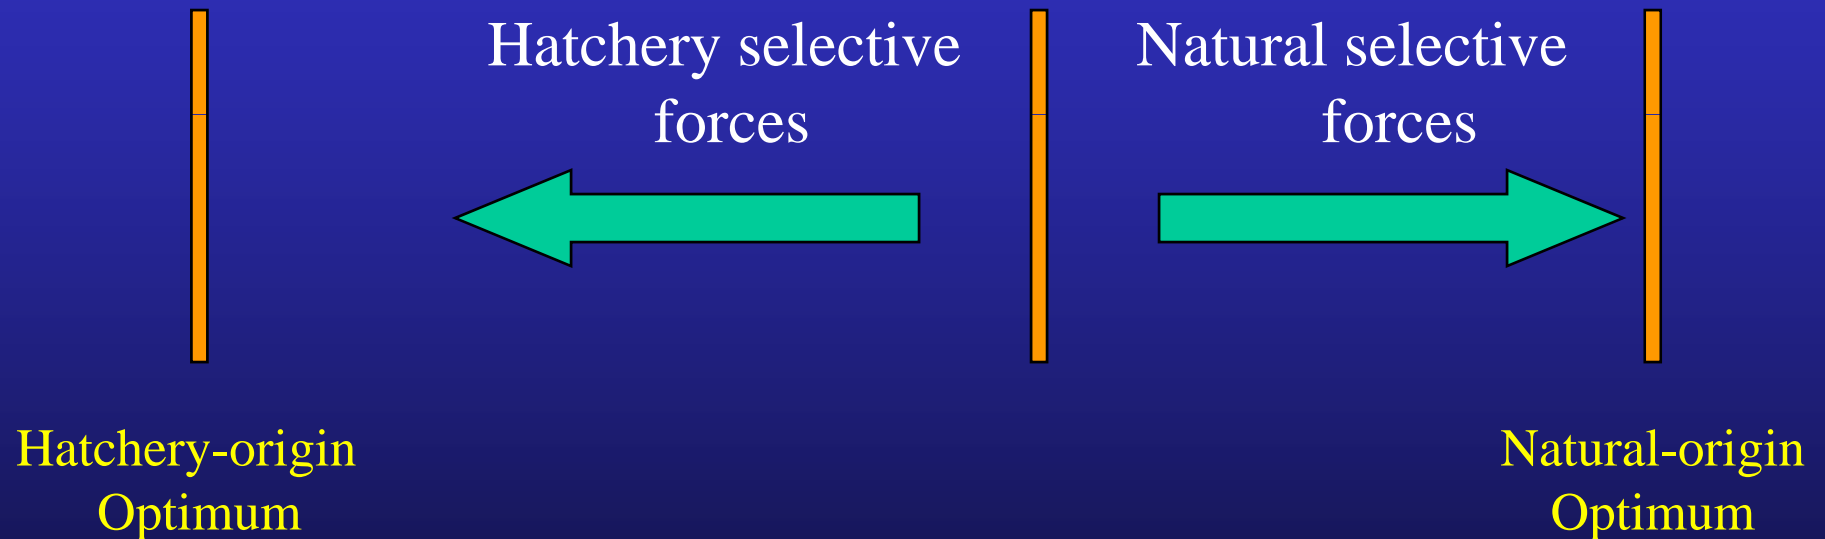 Hatchery selective
forces
Natural selective
forces
Hatchery-origin
Optimum
Natural-origin
Optimum